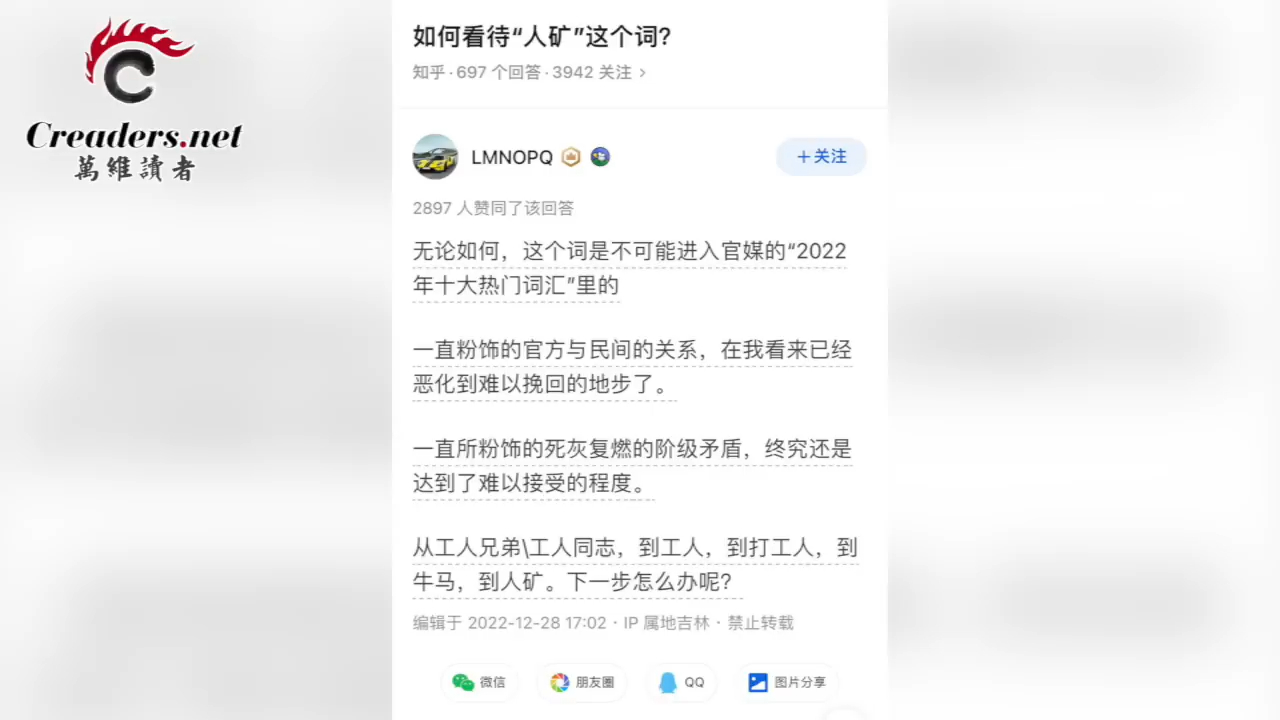 Creaders.net
萬維讀者
如何看待“人矿”这个词?
知乎·697 个回答·3942 关注 >
LMNOPQ
+关注
2897 人赞同了该回答
无论如何，这个词是不可能进入官媒的“2022
年十大热门词汇”里的
一直粉饰的官方与民间的关系，在我看来已经
恶化到难以挽回的地步了。
一直所粉饰的死灰复燃的阶级矛盾，终究还是
达到了难以接受的程度。
从工人兄弟\工人同志，到工人，到打工人，到
牛马，到人矿。下一步怎么办呢?
编辑于 2022-12-28 17:02·IP 属地吉林·禁止转载
微信
朋友圈
QQ
图片分享